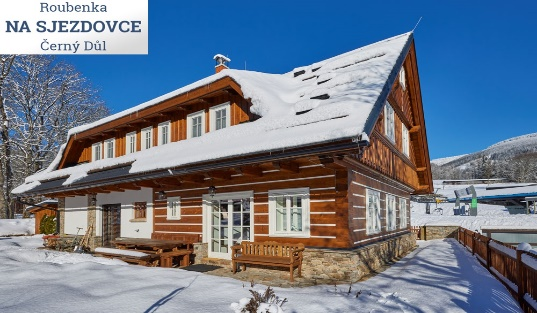 Roubenka
NA SJEZDOVCE
Černý Důl